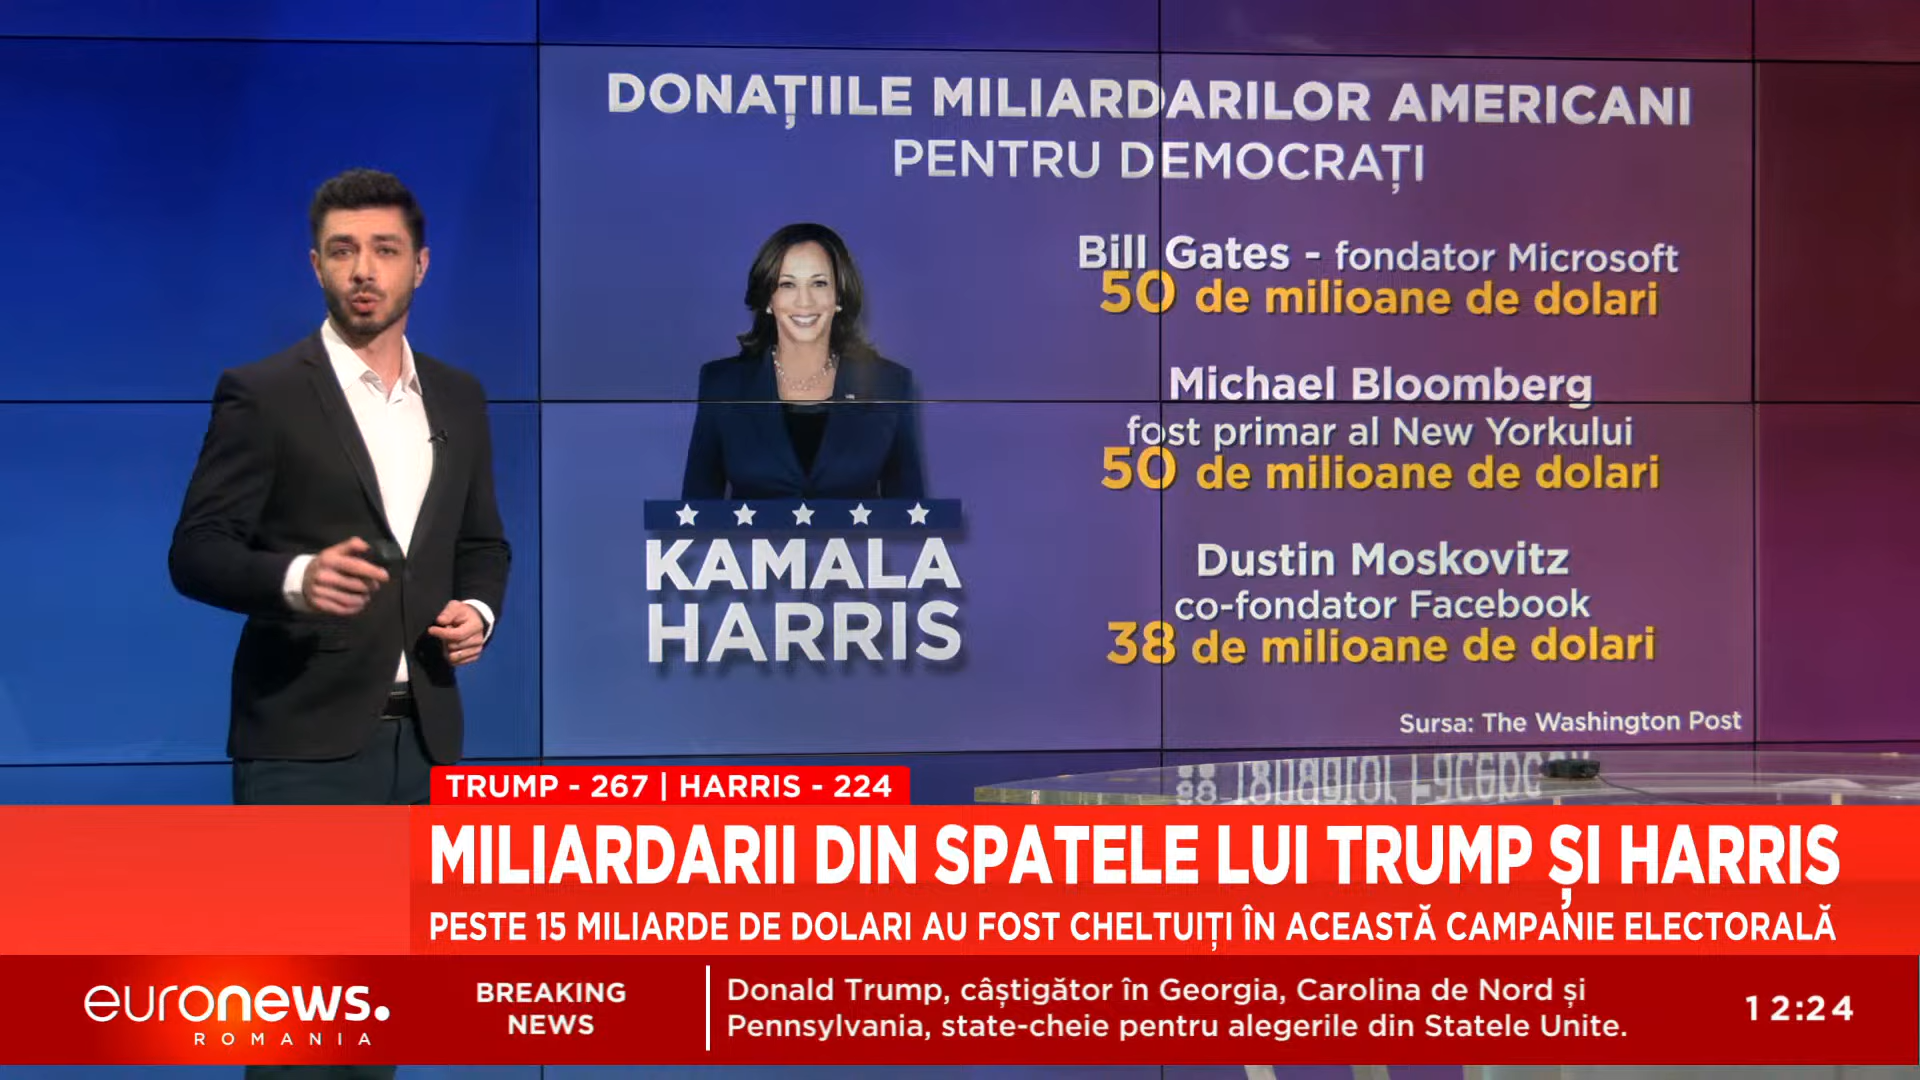 DONAȚIILE MILIARDARILOR AMERICANI
PENTRU DEMOCRAȚI
Bill Gates - fondator Microsoft
50 de milioane de dolari
Michael Bloomberg
fost primar al New Yorkului
50 de milioane de dolari
Dustin Moskovitz
co-fondator Facebook
38 de milioane de dolari
KAMALA
HARRIS
Sursa: The Washington Post
TRUMP - 267 | HARRIS - 224
MILIARDARII DIN SPATELE LUI TRUMP ȘI HARRIS
PESTE 15 MILIARDE DE DOLARI AU FOST CHELTUIȚI ÎN ACEASTĂ CAMPANIE ELECTORALĂ
euronews.
ROMANIA
BREAKING
NEWS
Donald Trump, câștigător în Georgia, Carolina de Nord și
Pennsylvania, state-cheie pentru alegerile din Statele Unite.
12:24